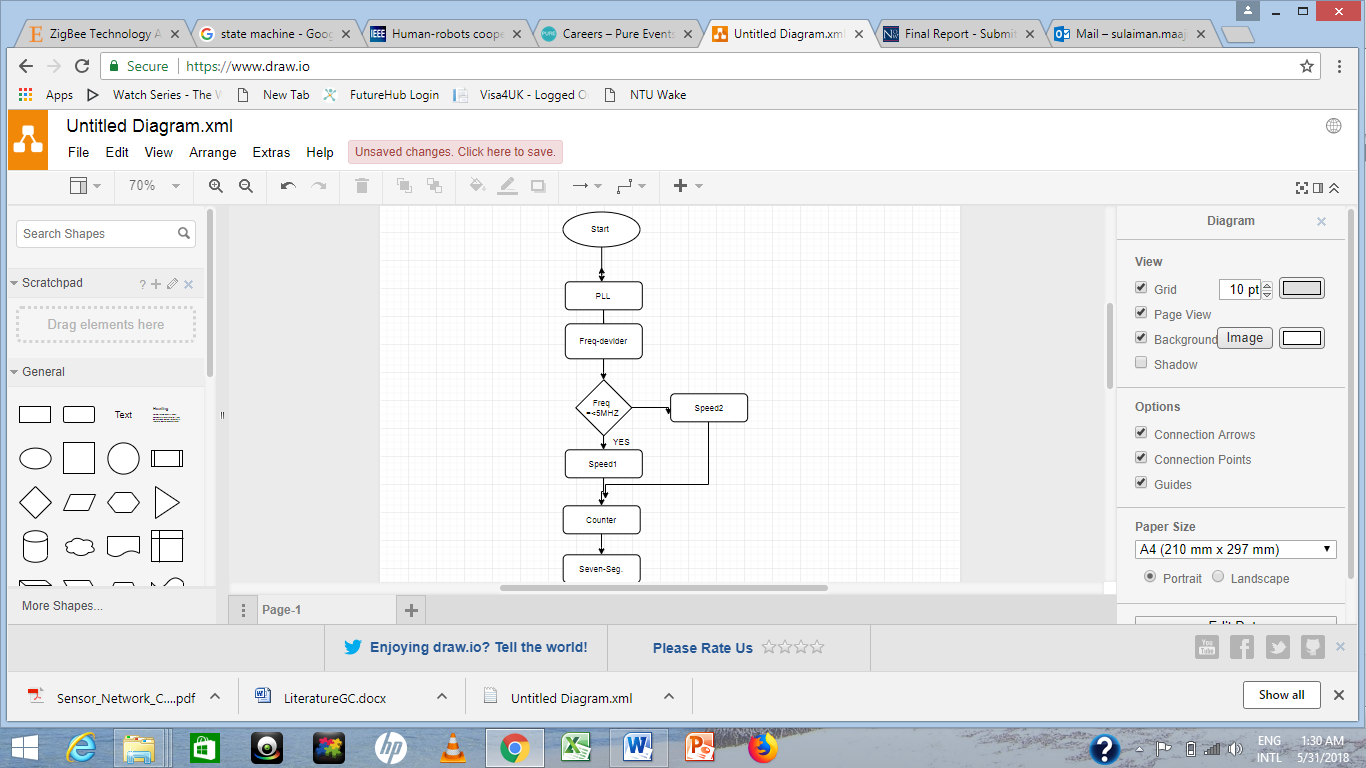 ZigBee Technology A
state machine - Goog
IEEE
Human-robots coope
PURE
Careers – Pure Events
Untitled Diagram.xml
Final Report - Submit
Mail – sulaiman.maaj
Secure
https://www.draw.io
Apps
Watch Series - The W
New Tab
FutureHub Login
Visa4UK - Logged O
NTU Wake
Untitled Diagram.xml
File Edit View Arrange Extras Help
Unsaved changes. Click here to save.
70%
Search Shapes
Scratchpad
?
Drag elements here
General
Text
Heading
More Shapes...
Start
PLL
Freq-devider
Freq
=<5MHZ
Speed2
YES
Speed1
Counter
Seven-Seg.
Diagram
View
Grid
10 pt
Page View
Background
Image
Shadow
Options
Connection Arrows
Connection Points
Guides
Paper Size
A4 (210 mm x 297 mm)
Portrait
Landscape
Page-1
Enjoying draw.io? Tell the world!
Please Rate Us
You
Tube
Sensor_Network_C....pdf
LiteratureGC.docx
Untitled Diagram.xml
Show all
hp
ENG
INTL
1:30 AM
5/31/2018